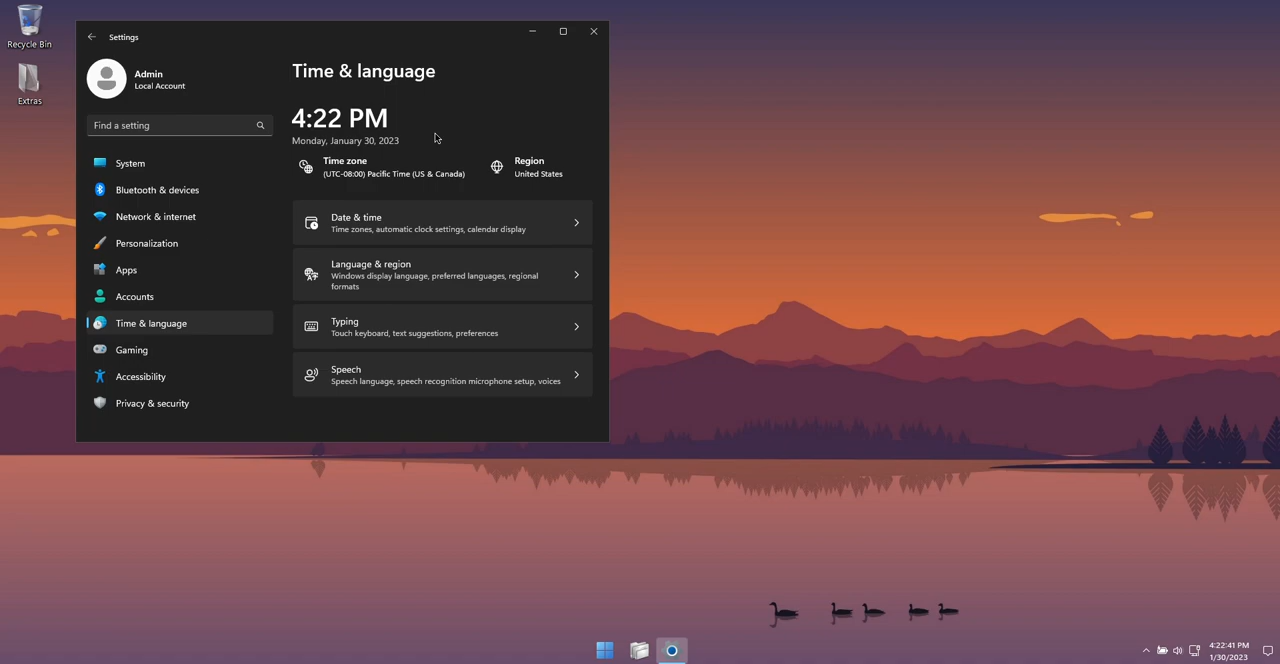 Recycle Bin
Extras
Settings
Admin
Local Account
Find a setting
System
Bluetooth & devices
Network & internet
Personalization
Apps
Accounts
Time & language
Gaming
Accessibility
Privacy & security
Time & language
4:22 PM
Monday, January 30, 2023
Time zone
(UTC-08:00) Pacific Time (US & Canada)
Region
United States
Date & time
Time zones, automatic clock settings, calendar display
Language & region
Windows display language, preferred languages, regional
formats
Typing
Touch keyboard, text suggestions, preferences
Speech
Speech language, speech recognition microphone setup, voices
4:22:41 PM
1/30/2023